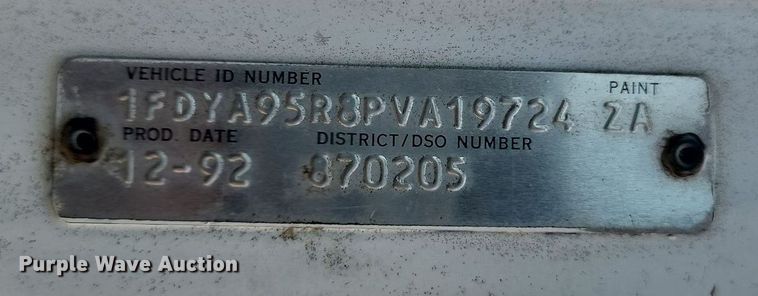 VEHICLE ID NUMBER PAINT
1FDYA95R8PVA19724 2A
PROD. DATE DISTRICT/DSO NUMBER
12-92 870205
Purple Wave Auction